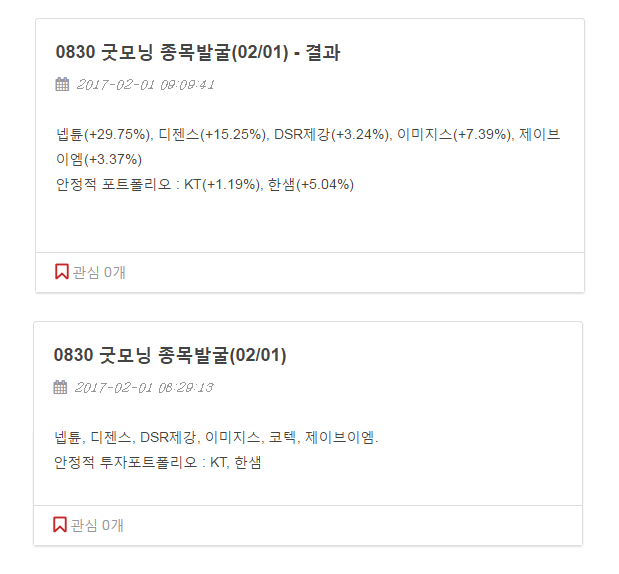 0830 굿모닝 종목발굴(02/01) - 결과
2017-02-01 09:09:41
넵튠(+29.75%), 디젠스(+15.25%), DSR제강(+3.24%), 이미지스(+7.39%), 제이브
이엠(+3.37%)
안정적 포트폴리오 : KT(+1.19%), 한샘(+5.04%)
관심 0개
0830 굿모닝 종목발굴(02/01)
2017-02-01 06:29:13
넵튠, 디젠스, DSR제강, 이미지스, 코텍, 제이브이엠.
안정적 투자포트폴리오 : KT, 한샘
관심 0개